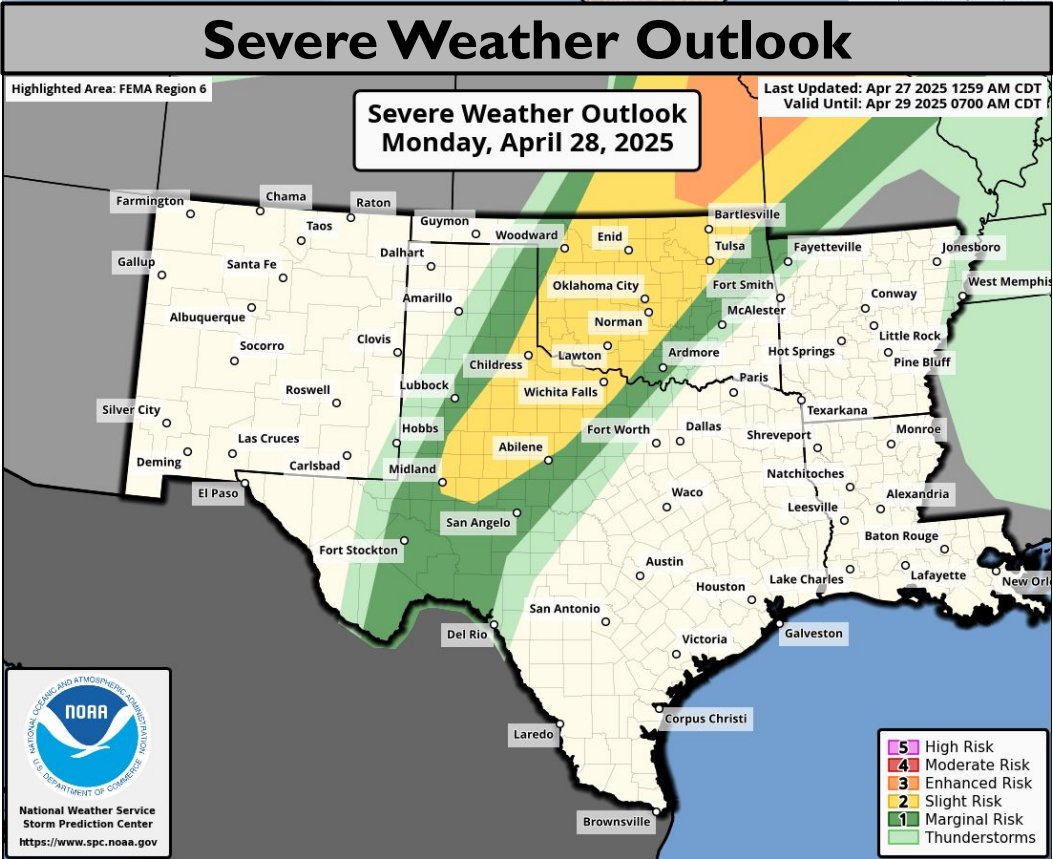 Severe Weather Outlook
Highlighted Area: FEMA Region 6
Last Updated: Apr 27 2025 1259 AM CDT
Valid Until: Apr 29 2025 0700 AM CDT
Severe Weather Outlook
Monday, April 28, 2025
Farmington
Chama
Raton
Taos
Guymon
Woodward
Enid
Bartlesville
Tulsa
Fayetteville
Jonesboro
Gallup
Santa Fe
Dalhart
Oklahoma City
Fort Smith
West Memphis
Albuquerque
Amarillo
Norman
McAlester
Conway
Socorro
Clovis
Childress
Lawton
Ardmore
Hot Springs
Little Rock
Pine Bluff
Roswell
Lubbock
Wichita Falls
Paris
Silver City
Texarkana
Las Cruces
Hobbs
Fort Worth
Dallas
Shreveport
Monroe
Deming
Carlsbad
Midland
Abilene
Natchitoches
El Paso
San Angelo
Waco
Leesville
Alexandria
Fort Stockton
Baton Rouge
Austin
Houston
Lake Charles
Lafayette
New Orl
Del Rio
San Antonio
Victoria
Galveston
Laredo
Corpus Christi
Brownsville
NATIONAL OCEANIC AND ATMOSPHERIC ADMINISTRATION
NOAA
U.S. DEPARTMENT OF COMMERCE
National Weather Service
Storm Prediction Center
https://www.spc.noaa.gov
5 High Risk
4 Moderate Risk
3 Enhanced Risk
2 Slight Risk
1 Marginal Risk
Thunderstorms